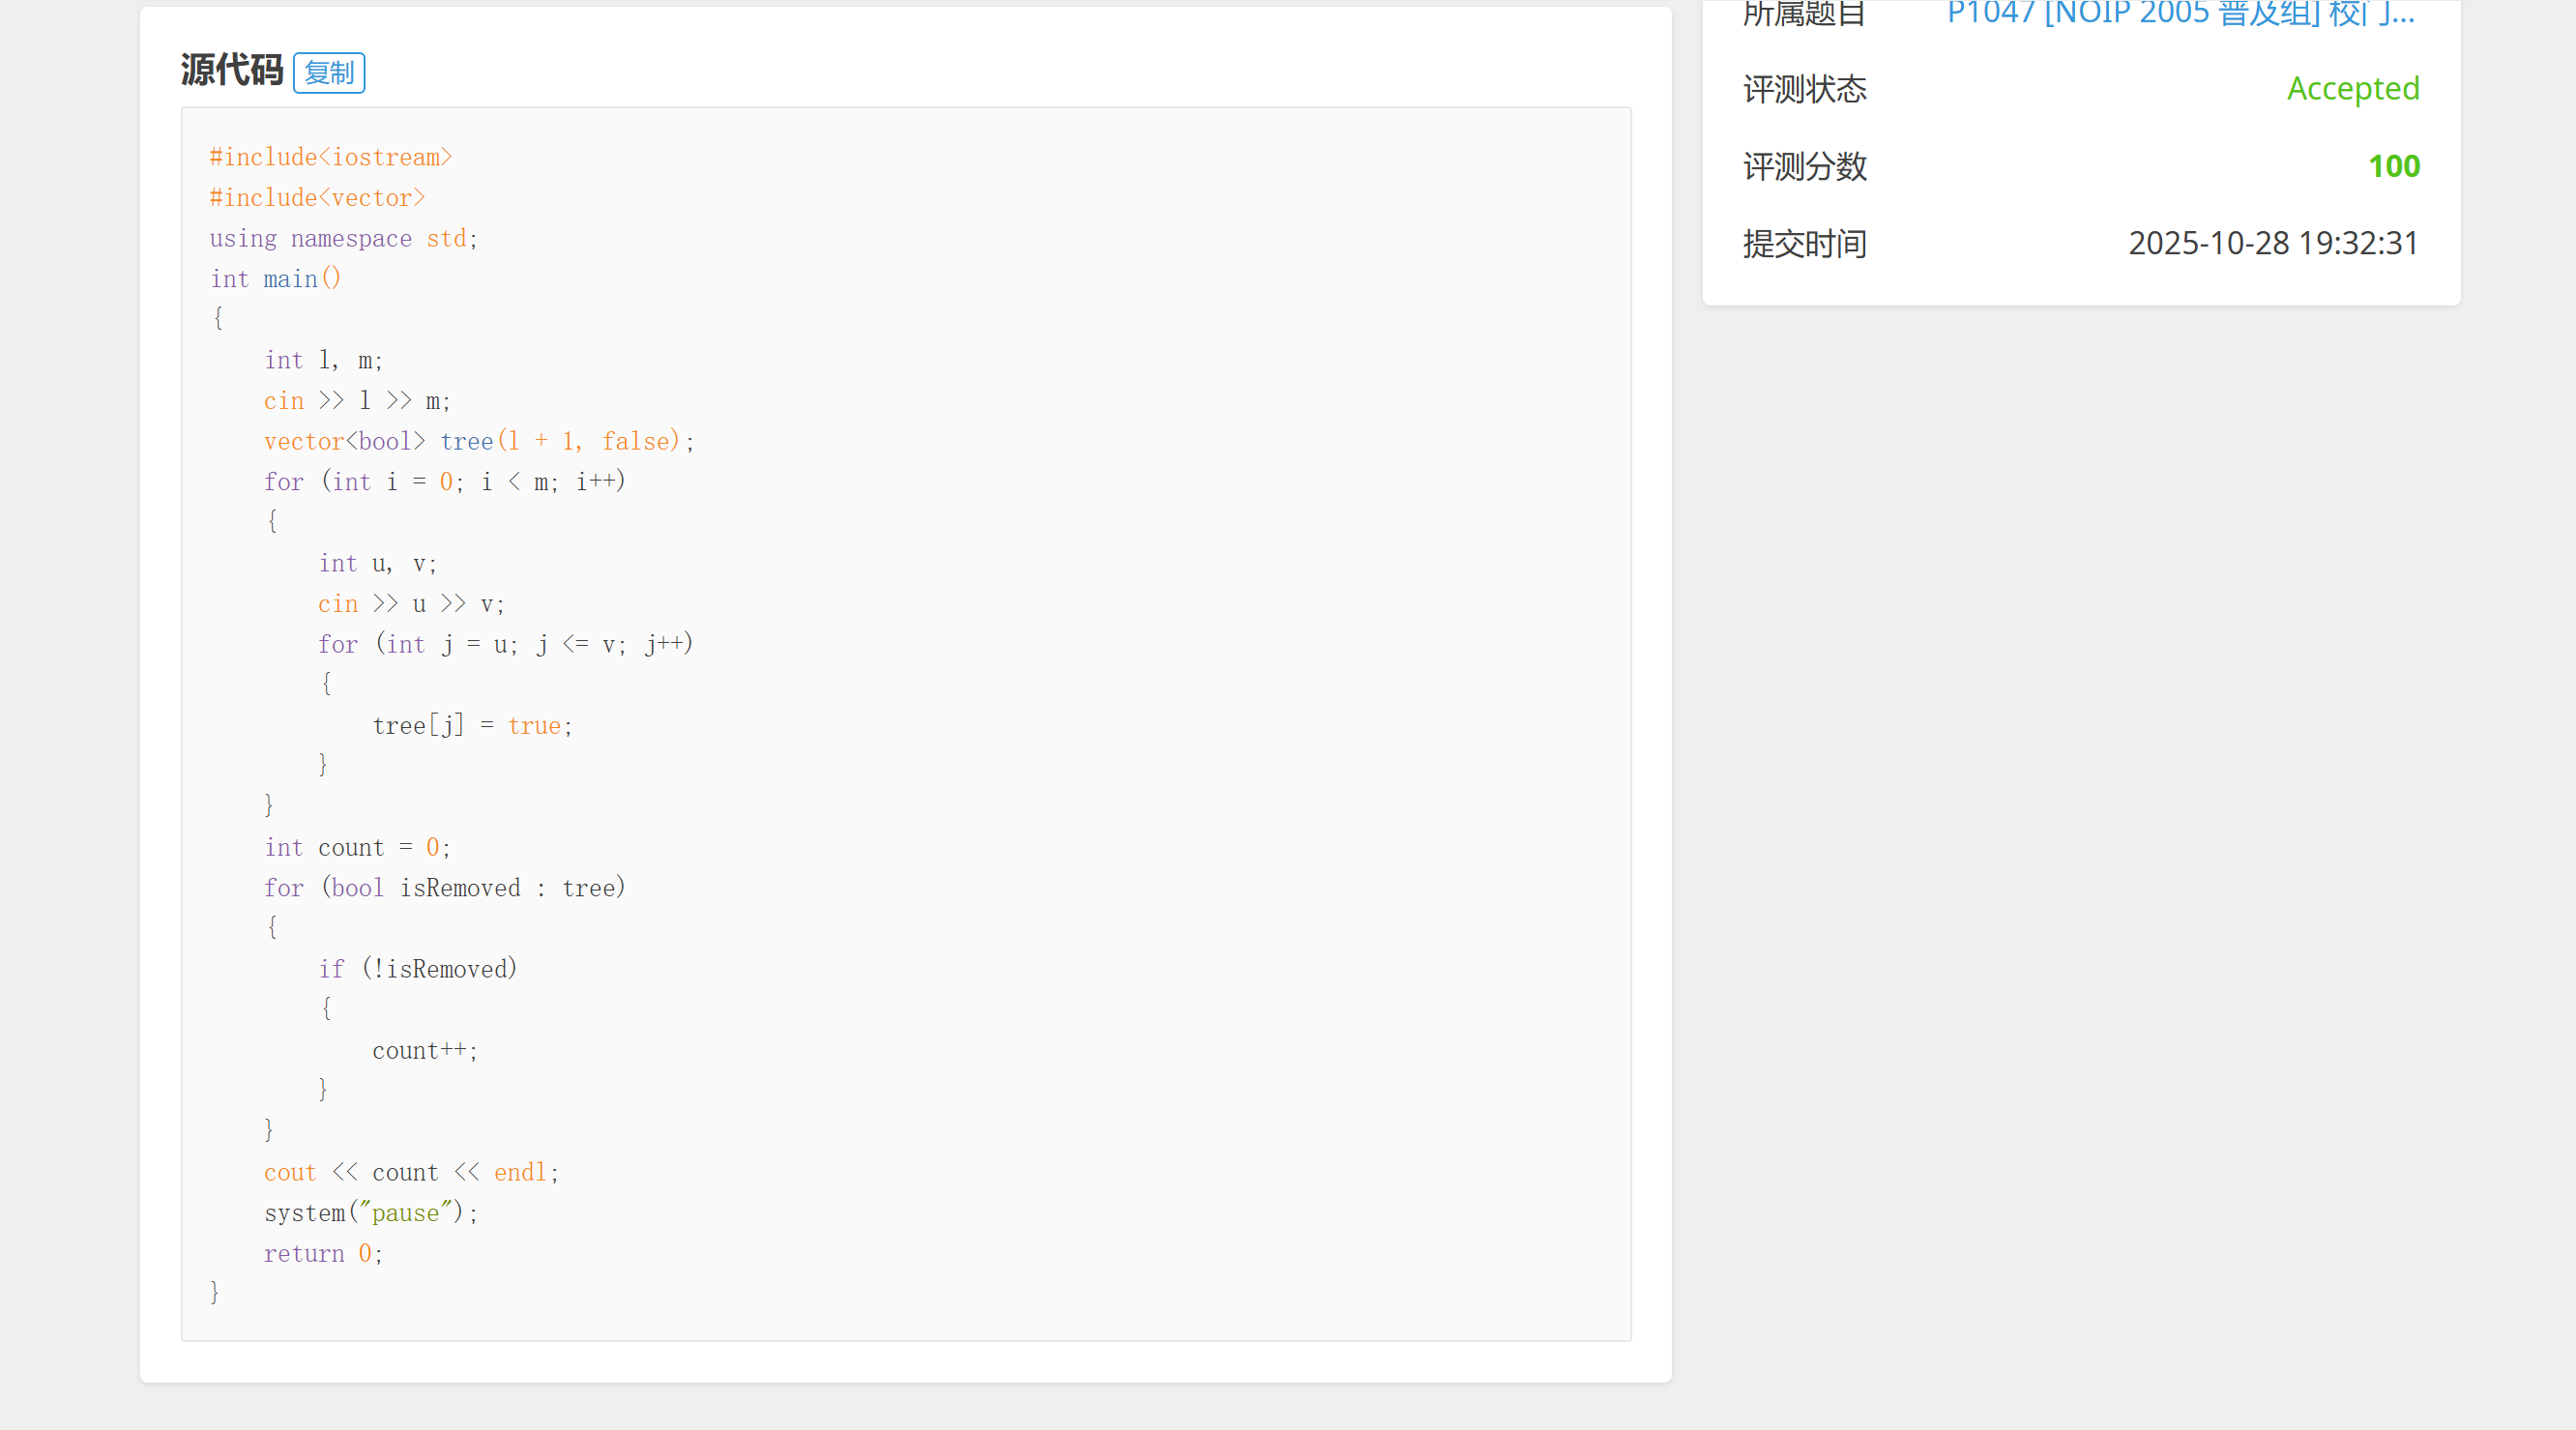 源代码 复制
#include<iostream>
#include<vector>
using namespace std;
int main()
{
    int l, m;
    cin >> l >> m;
    vector<bool> tree(l + 1, false);
    for (int i = 0; i < m; i++)
    {
        int u, v;
        cin >> u >> v;
        for (int j = u; j <= v; j++)
        {
            tree[j] = true;
        }
    }
    int count = 0;
    for (bool isRemoved : tree)
    {
        if (!isRemoved)
        {
            count++;
        }
    }
    cout << count << endl;
    system("pause");
    return 0;
}
所属题目 P1047 [NOIP 2005 普及组] 校门...
评测状态 Accepted
评测分数 100
提交时间 2025-10-28 19:32:31